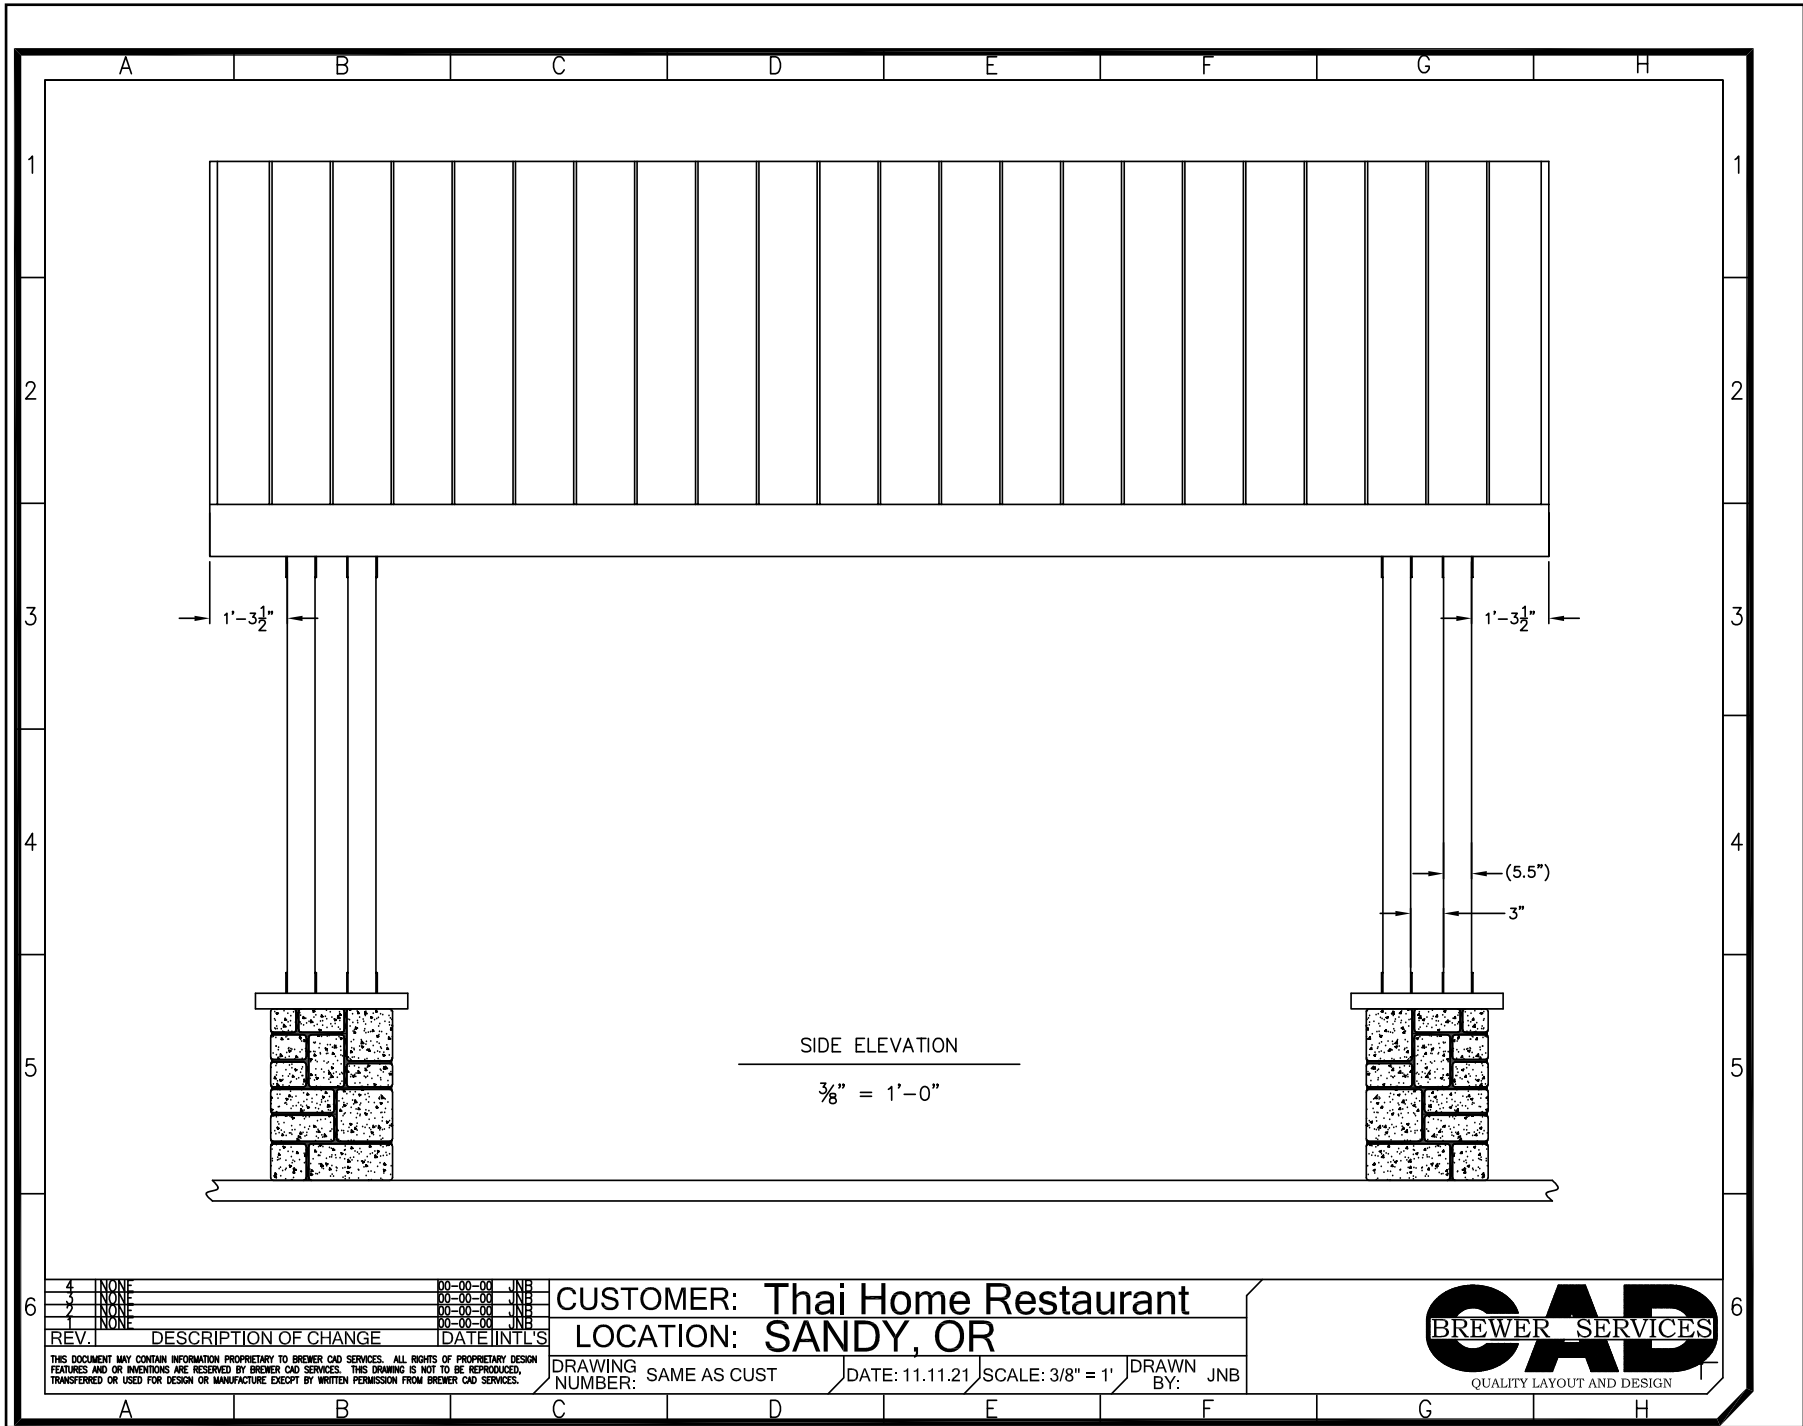 A B C D E F G H
1 1
2 2
3 1'-3½" 1'-3½" 3
4 4
(5.5")
3"
SIDE ELEVATION
5 5
⅜" = 1'-0"
6 6
4 NONE 00-00-00 JNB
3 NONE 00-00-00 JNB
2 NONE 00-00-00 JNB
1 NONE 00-00-00 JNB
REV. DESCRIPTION OF CHANGE DATE INTL'S
THIS DOCUMENT MAY CONTAIN INFORMATION PROPRIETARY TO BREWER CAD SERVICES. ALL RIGHTS OF PROPRIETARY DESIGN
FEATURES AND OR INVENTIONS ARE RESERVED BY BREWER CAD SERVICES. THIS DRAWING IS NOT TO BE REPRODUCED,
TRANSFERRED OR USED FOR DESIGN OR MANUFACTURE EXECPT BY WRITTEN PERMISSION FROM BREWER CAD SERVICES.
CUSTOMER: Thai Home Restaurant
LOCATION: SANDY, OR
DRAWING NUMBER: SAME AS CUST
DATE: 11.11.21
SCALE: 3/8" = 1'
DRAWN BY: JNB
CAD
BREWER SERVICES
QUALITY LAYOUT AND DESIGN
A B C D E F G H